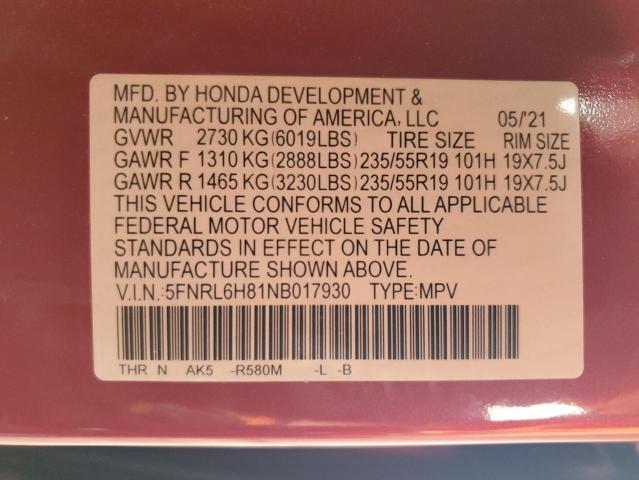 MFD. BY HONDA DEVELOPMENT &
MANUFACTURING OF AMERICA, LLC 05/'21
GVWR 2730 KG(6019LBS) TIRE SIZE RIM SIZE
GAWR F 1310 KG(2888LBS) 235/55R19 101H 19X7.5J
GAWR R 1465 KG(3230LBS) 235/55R19 101H 19X7.5J
THIS VEHICLE CONFORMS TO ALL APPLICABLE
FEDERAL MOTOR VEHICLE SAFETY
STANDARDS IN EFFECT ON THE DATE OF
MANUFACTURE SHOWN ABOVE.
V.I.N.:5FNRL6H81NB017930 TYPE:MPV
THR N AK5 -R580M -L -B